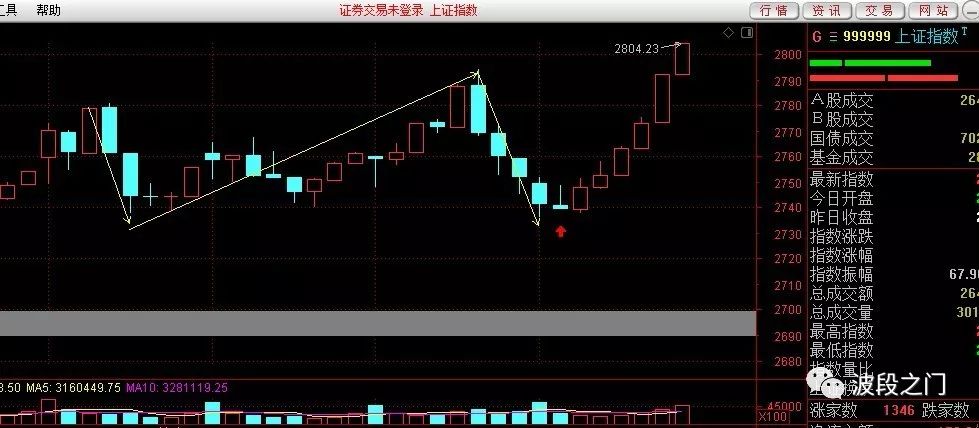 工具 帮助 证券交易未登录 上证指数 行情 资讯 交易 网站
G 三 999999 上证指数 T
2804.23
2800
2790
2780
2770
2760
2750
2740
2730
2720
2710
2700
2690
2680
A股成交 264
B股成交
国债成交 702
基金成交 28
最新指数
今日开盘
昨日收盘
指数涨跌
指数涨幅
指数振幅 67.90
总成交额 264
总成交量 301
最高指数
最低指数
指数量比
波段之门
涨家数 1346 跌家数
8.50 MA5: 3160449.75 MA10: 3281119.25
45000
X100